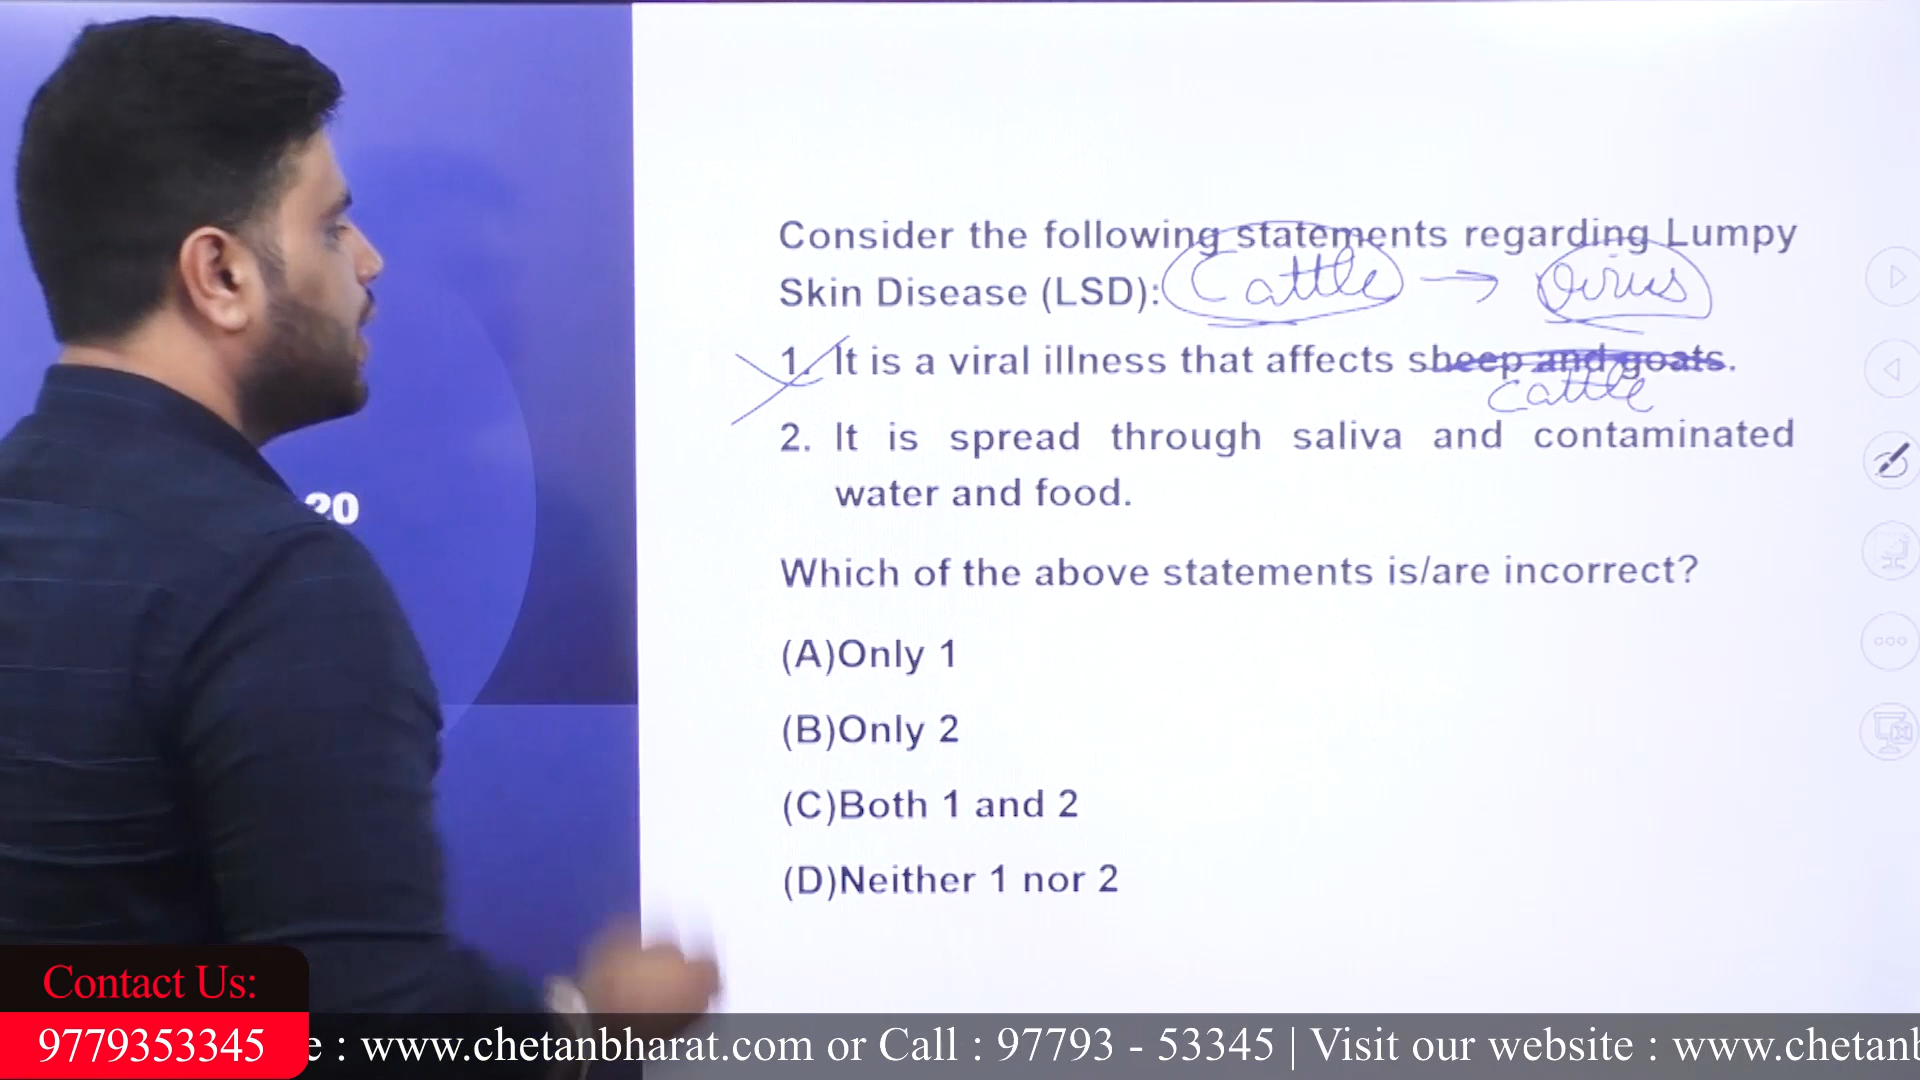 Consider the following statements regarding Lumpy
Skin Disease (LSD): Cattle → Virus
1. It is a viral illness that affects sheep and goats.
Cattle
2. It is spread through saliva and contaminated
water and food.
Which of the above statements is/are incorrect?
(A)Only 1
(B)Only 2
(C)Both 1 and 2
(D)Neither 1 nor 2
20
Contact Us:
9779353345
e : www.chetanbharat.com or Call : 97793 - 53345 | Visit our website : www.chetanb